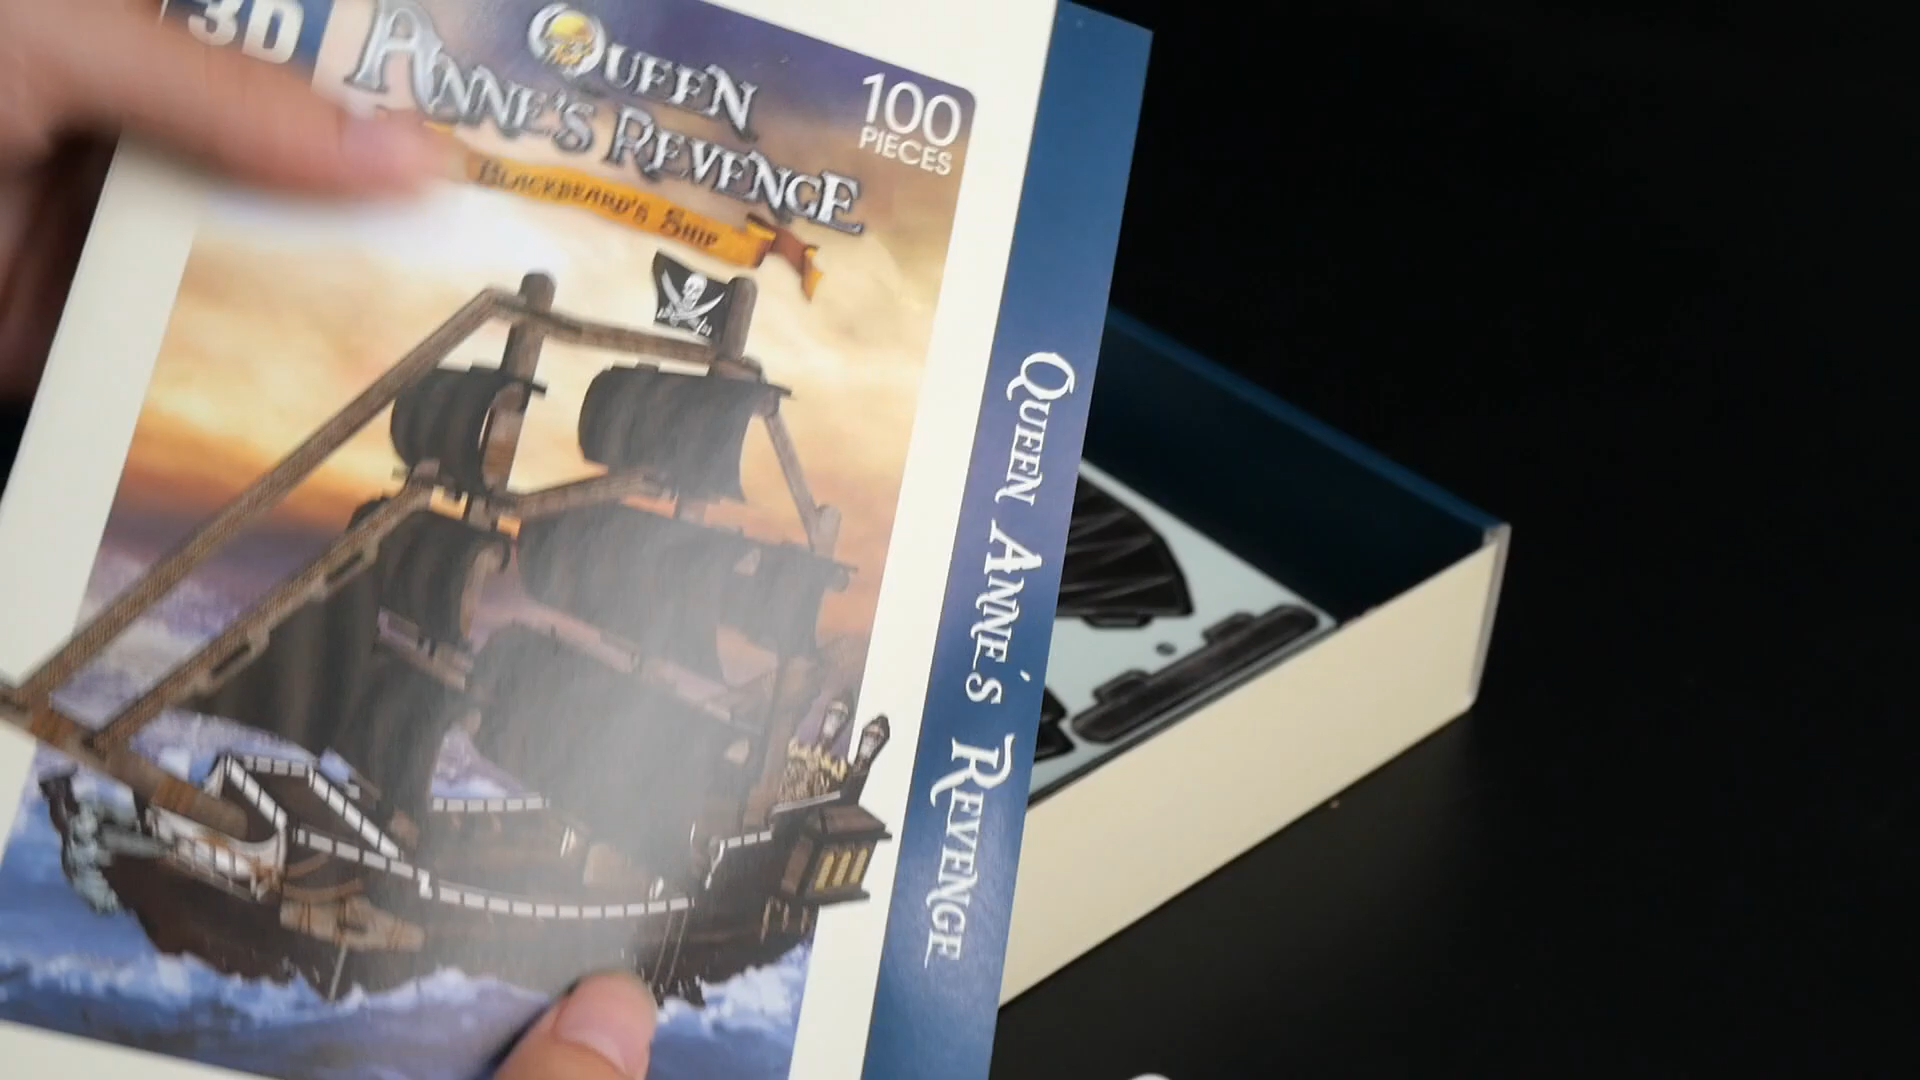 3D
QUEEN
ANNE'S REVENGE
BLACKBEARD'S SHIP
100
PIECES
QUEEN ANNE'S REVENGE